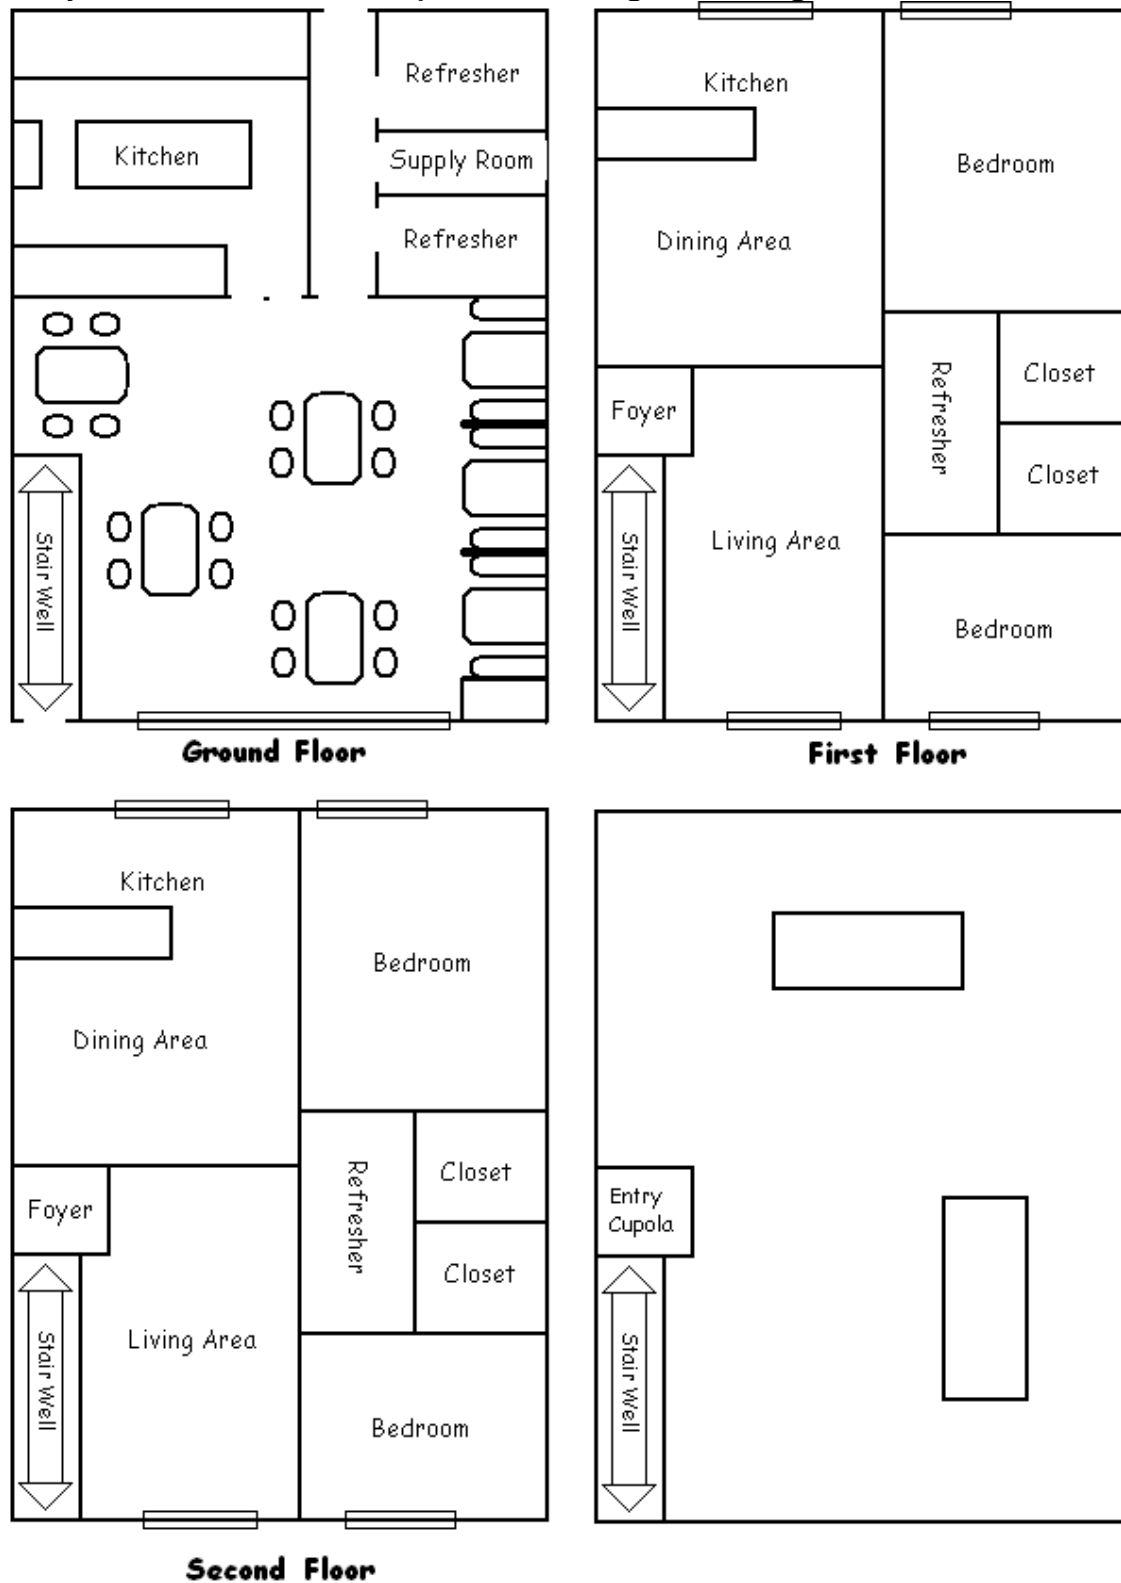 Refresher
Kitchen
Supply Room
Refresher
Stair Well
Ground Floor
Kitchen
Bedroom
Dining Area
Refresher
Closet
Foyer
Closet
Stair Well
Living Area
Bedroom
First Floor
Kitchen
Bedroom
Dining Area
Refresher
Closet
Foyer
Closet
Stair Well
Living Area
Bedroom
Second Floor
Entry
Cupola
Stair Well